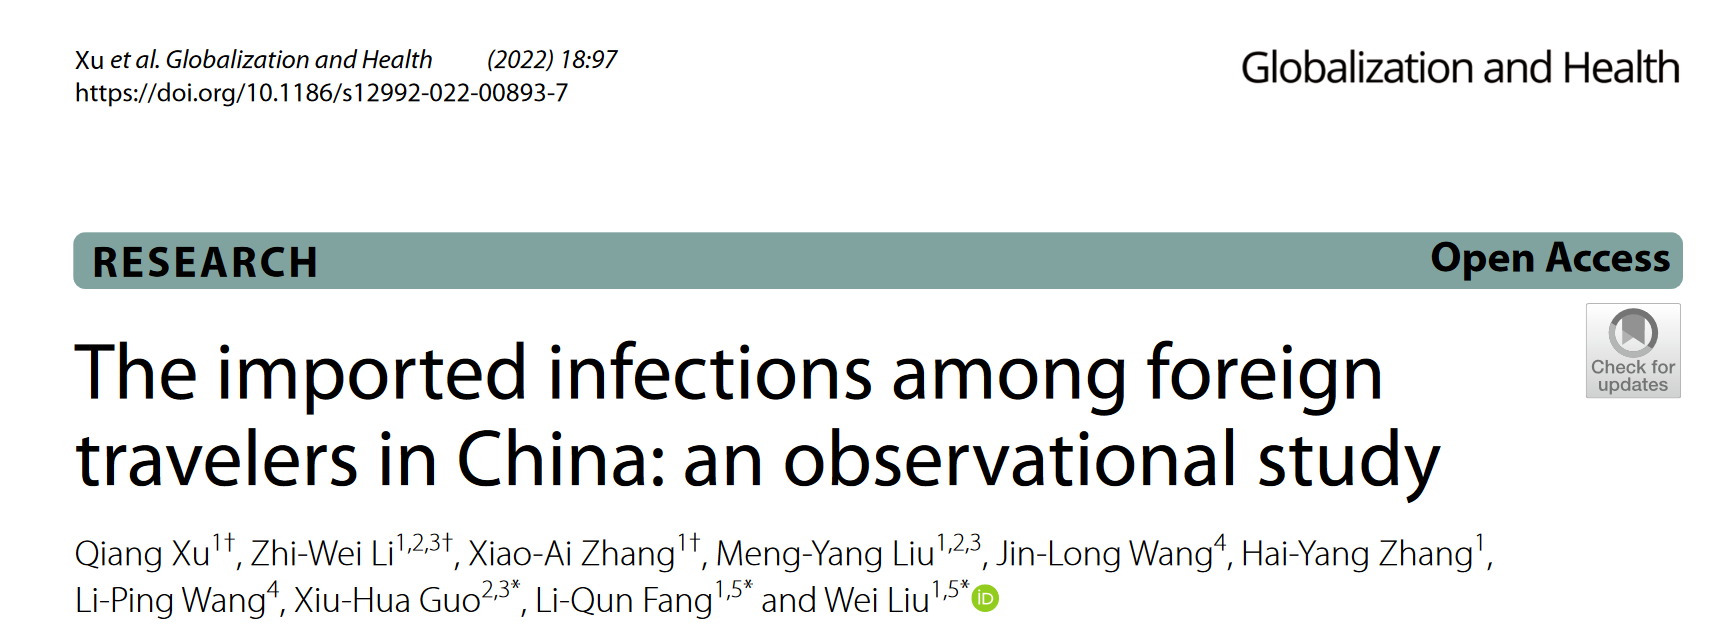 Xu et al. Globalization and Health (2022) 18:97
https://doi.org/10.1186/s12992-022-00893-7
Globalization and Health
RESEARCH
Open Access
Check for
updates
The imported infections among foreign
travelers in China: an observational study
Qiang Xu1†, Zhi-Wei Li1,2,3†, Xiao-Ai Zhang1†, Meng-Yang Liu1,2,3, Jin-Long Wang4, Hai-Yang Zhang1,
Li-Ping Wang4, Xiu-Hua Guo2,3*, Li-Qun Fang1,5* and Wei Liu1,5* iD